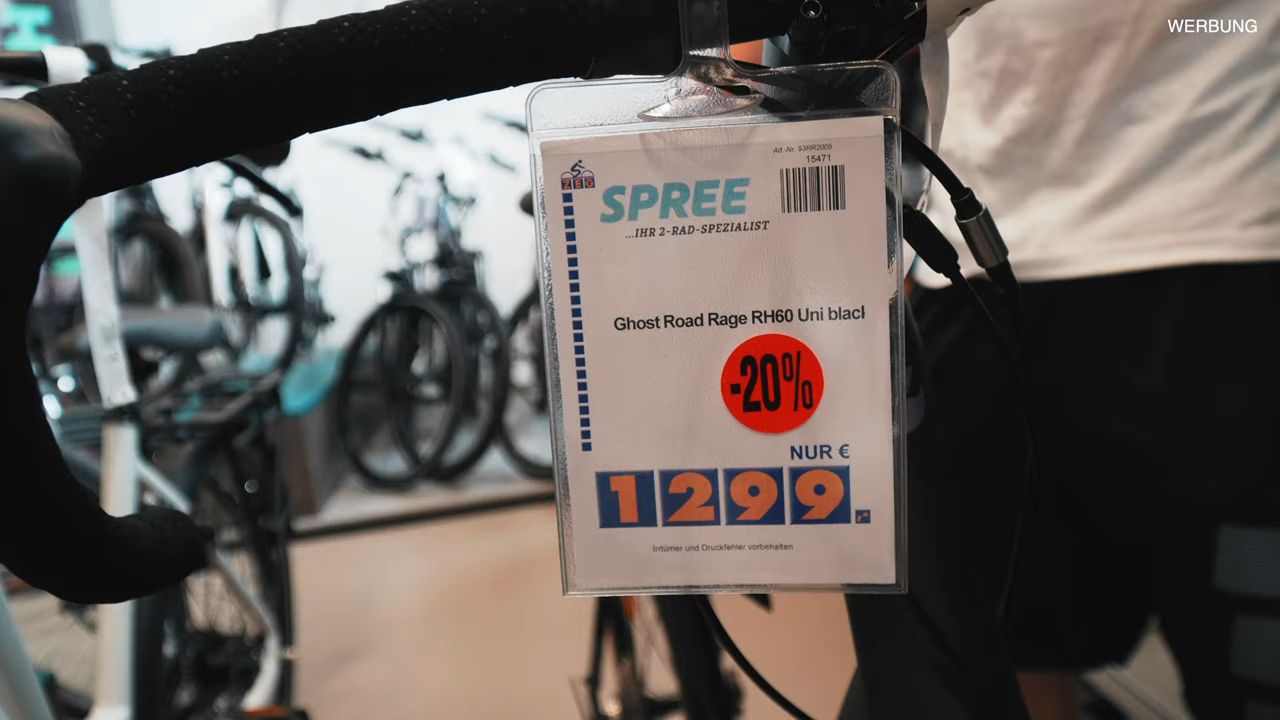 WERBUNG
Art.-Nr. 93RR2005
15471
ZEG
SPREE
...IHR 2-RAD-SPEZIALIST
Ghost Road Rage RH60 Uni black
-20%
NUR €
1299.
Irrtümer und Druckfehler vorbehalten